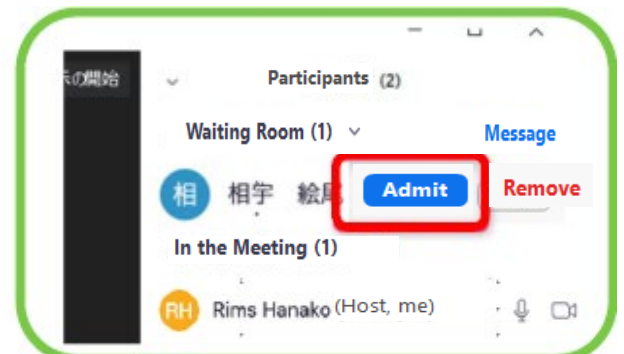 の開始
Participants (2)
Waiting Room (1)
Message
相 相宇 絵
Admit
Remove
In the Meeting (1)
RH Rims Hanako (Host, me)